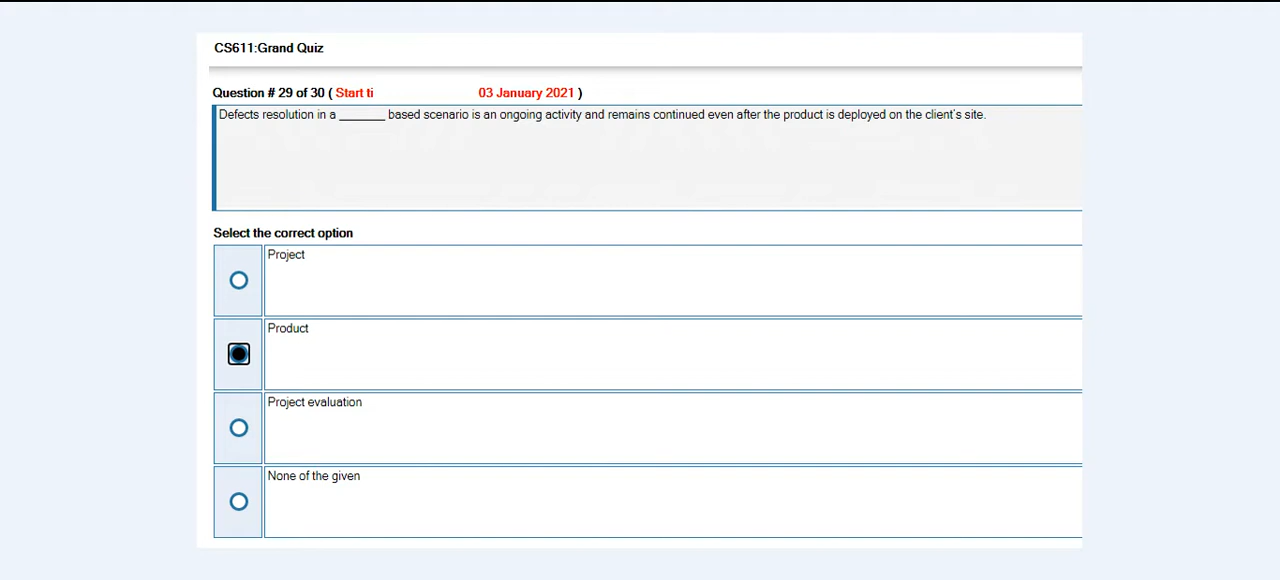 CS611:Grand Quiz
Question # 29 of 30 ( Start ti 03 January 2021 )
Defects resolution in a _______ based scenario is an ongoing activity and remains continued even after the product is deployed on the client's site.
Select the correct option
Project
Product
Project evaluation
None of the given